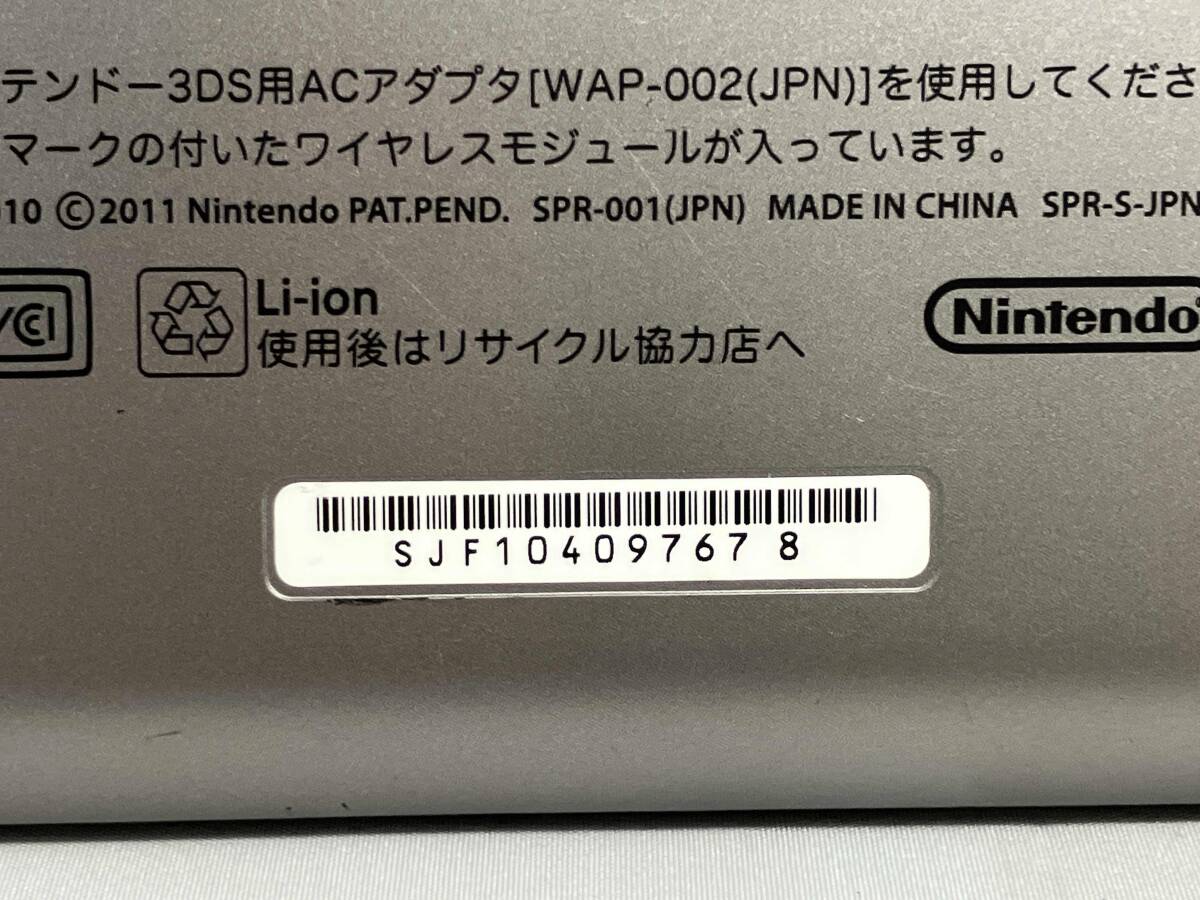 テンドー3DS用ACアダプタ[WAP-002(JPN)]を使用してくださ
マークの付いたワイヤレスモジュールが入っています。
10 ©2011 Nintendo PAT.PEND. SPR-001(JPN) MADE IN CHINA SPR-S-JPN
VCCI
Li-ion
使用後はリサイクル協力店へ
Nintendo
SJF10409767 8